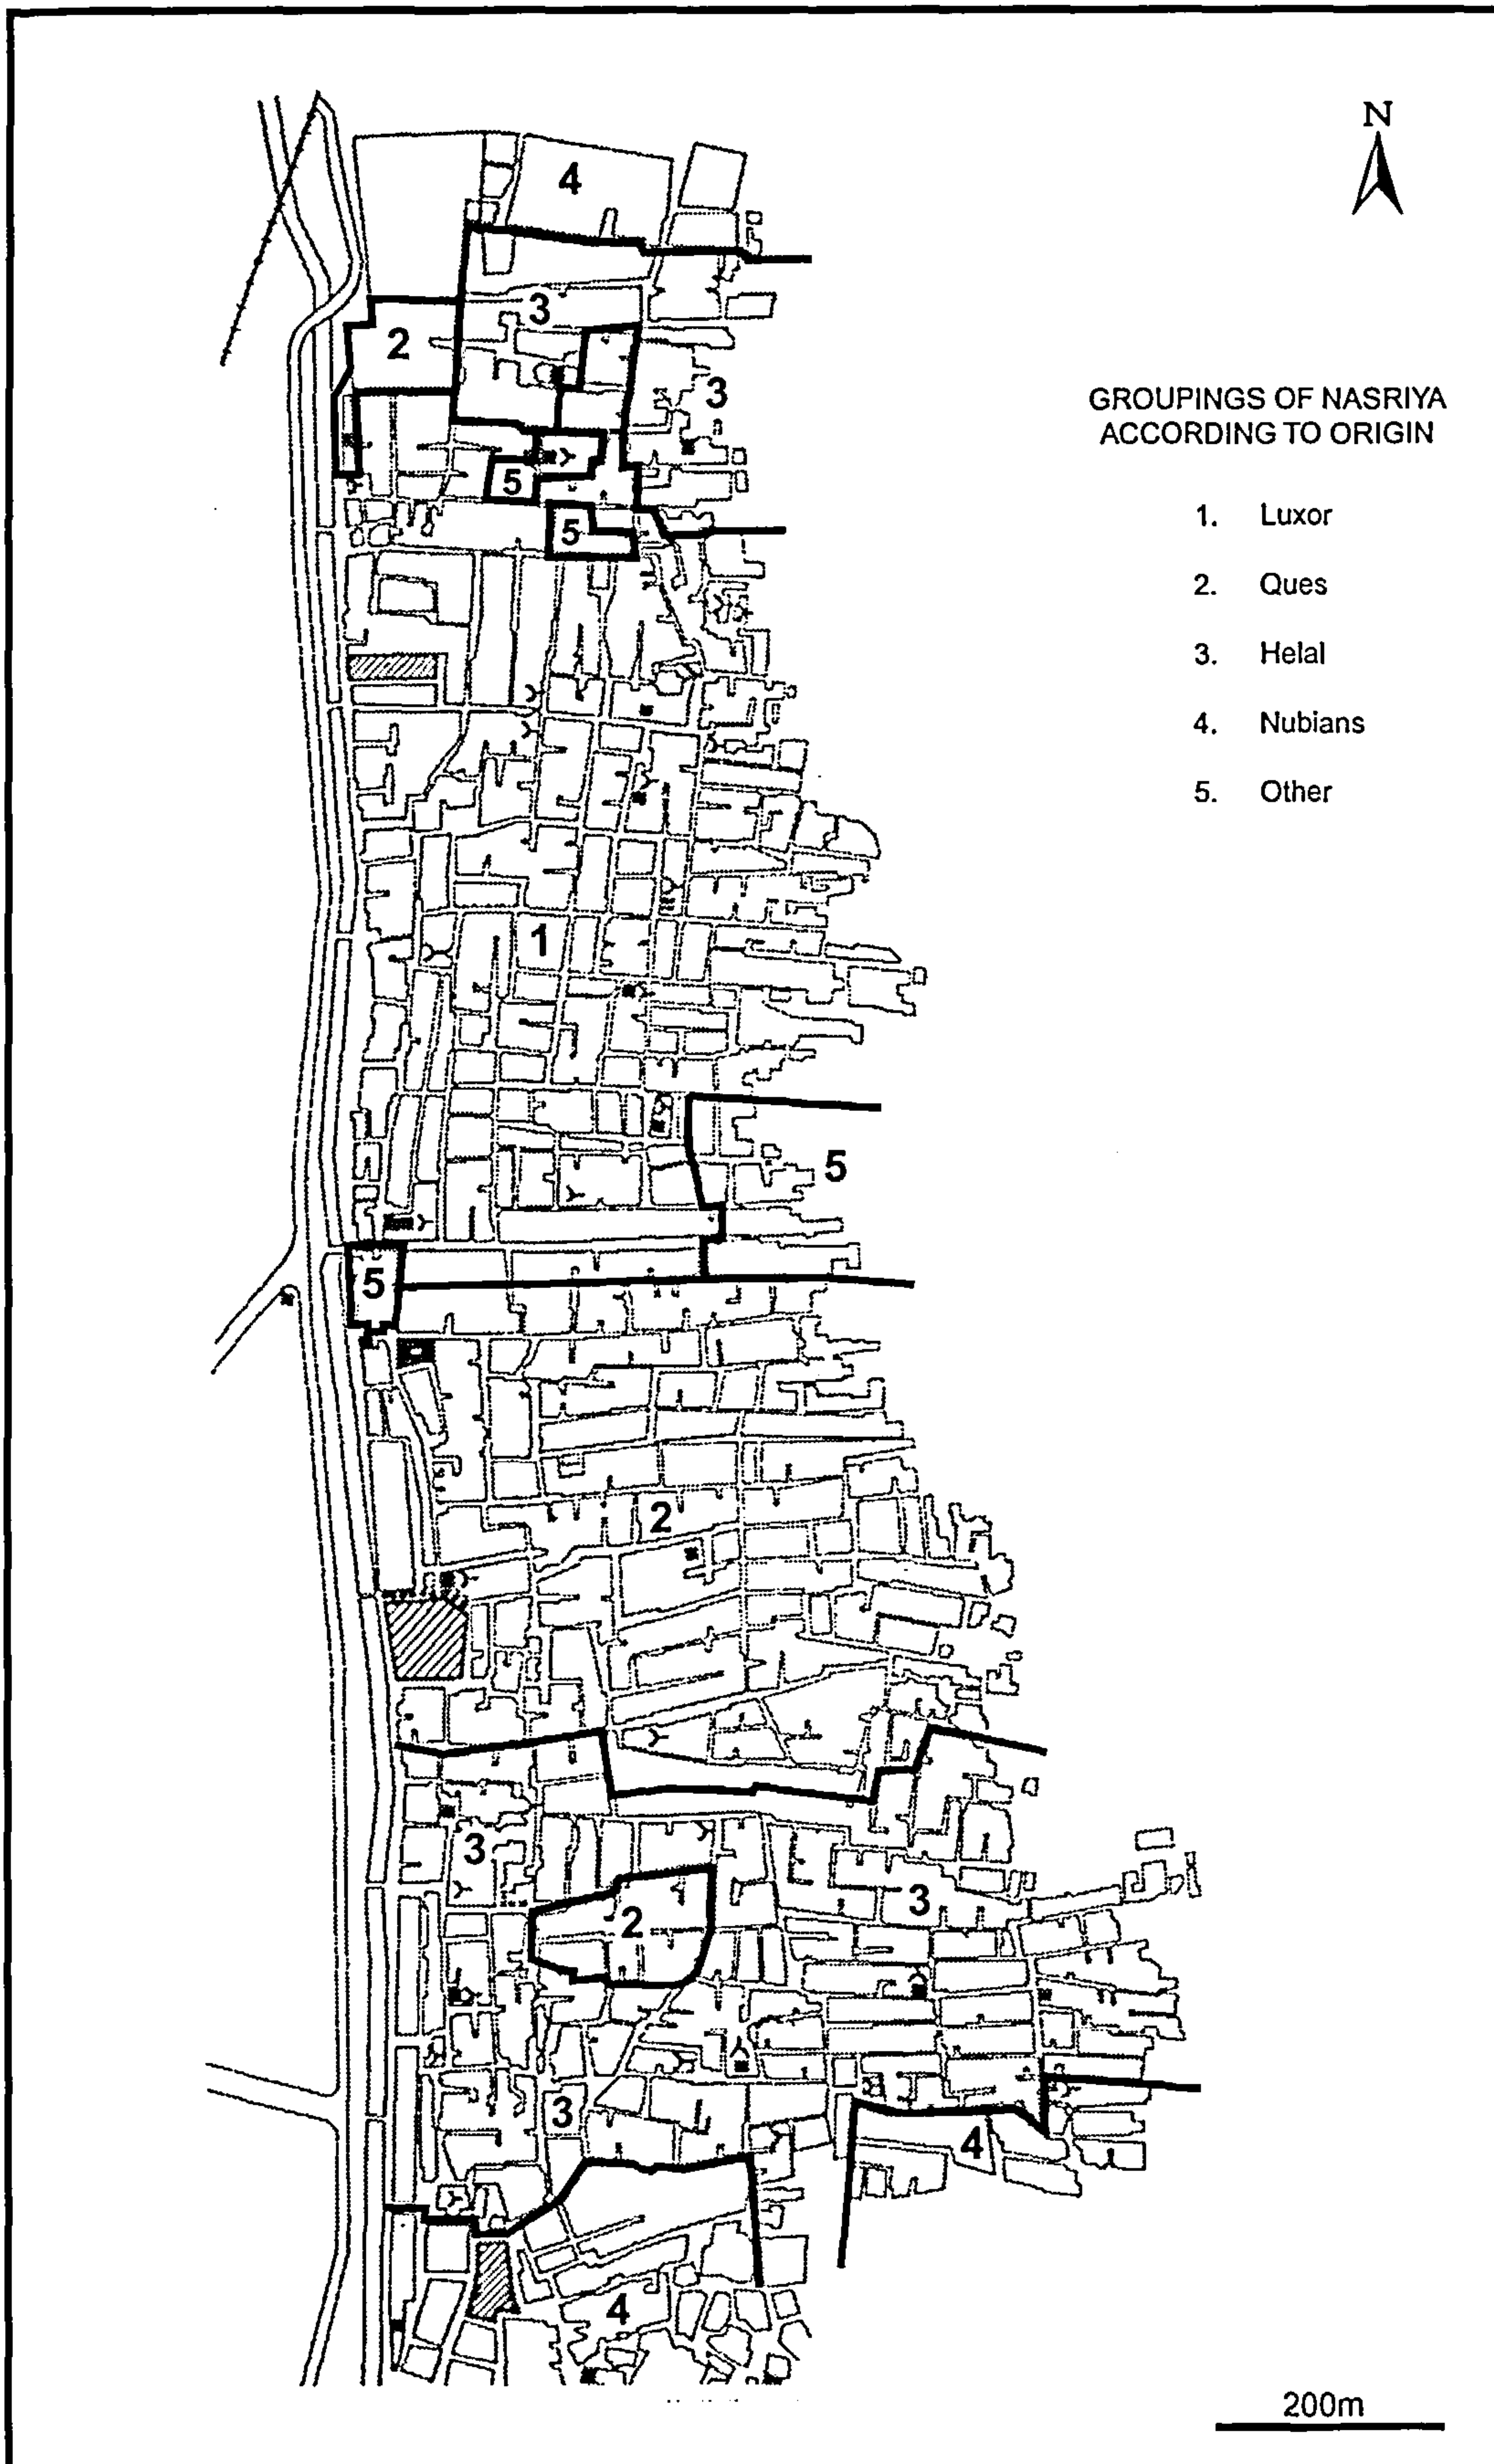 N
4
3
2
3
5
5
GROUPINGS OF NASRIYA
ACCORDING TO ORIGIN
1. Luxor
2. Ques
3. Helal
4. Nubians
5. Other
1
5
5
2
3
3
2
3
4
4
200m